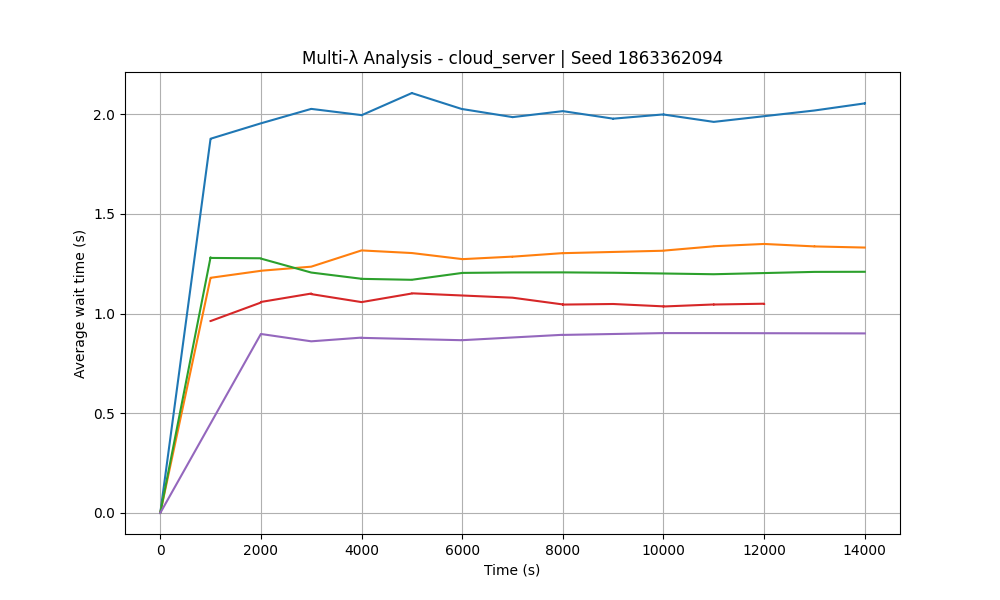 Multi-λ Analysis - cloud_server | Seed 1863362094
Average wait time (s)
2.0
1.5
1.0
0.5
0.0
0 2000 4000 6000 8000 10000 12000 14000
Time (s)